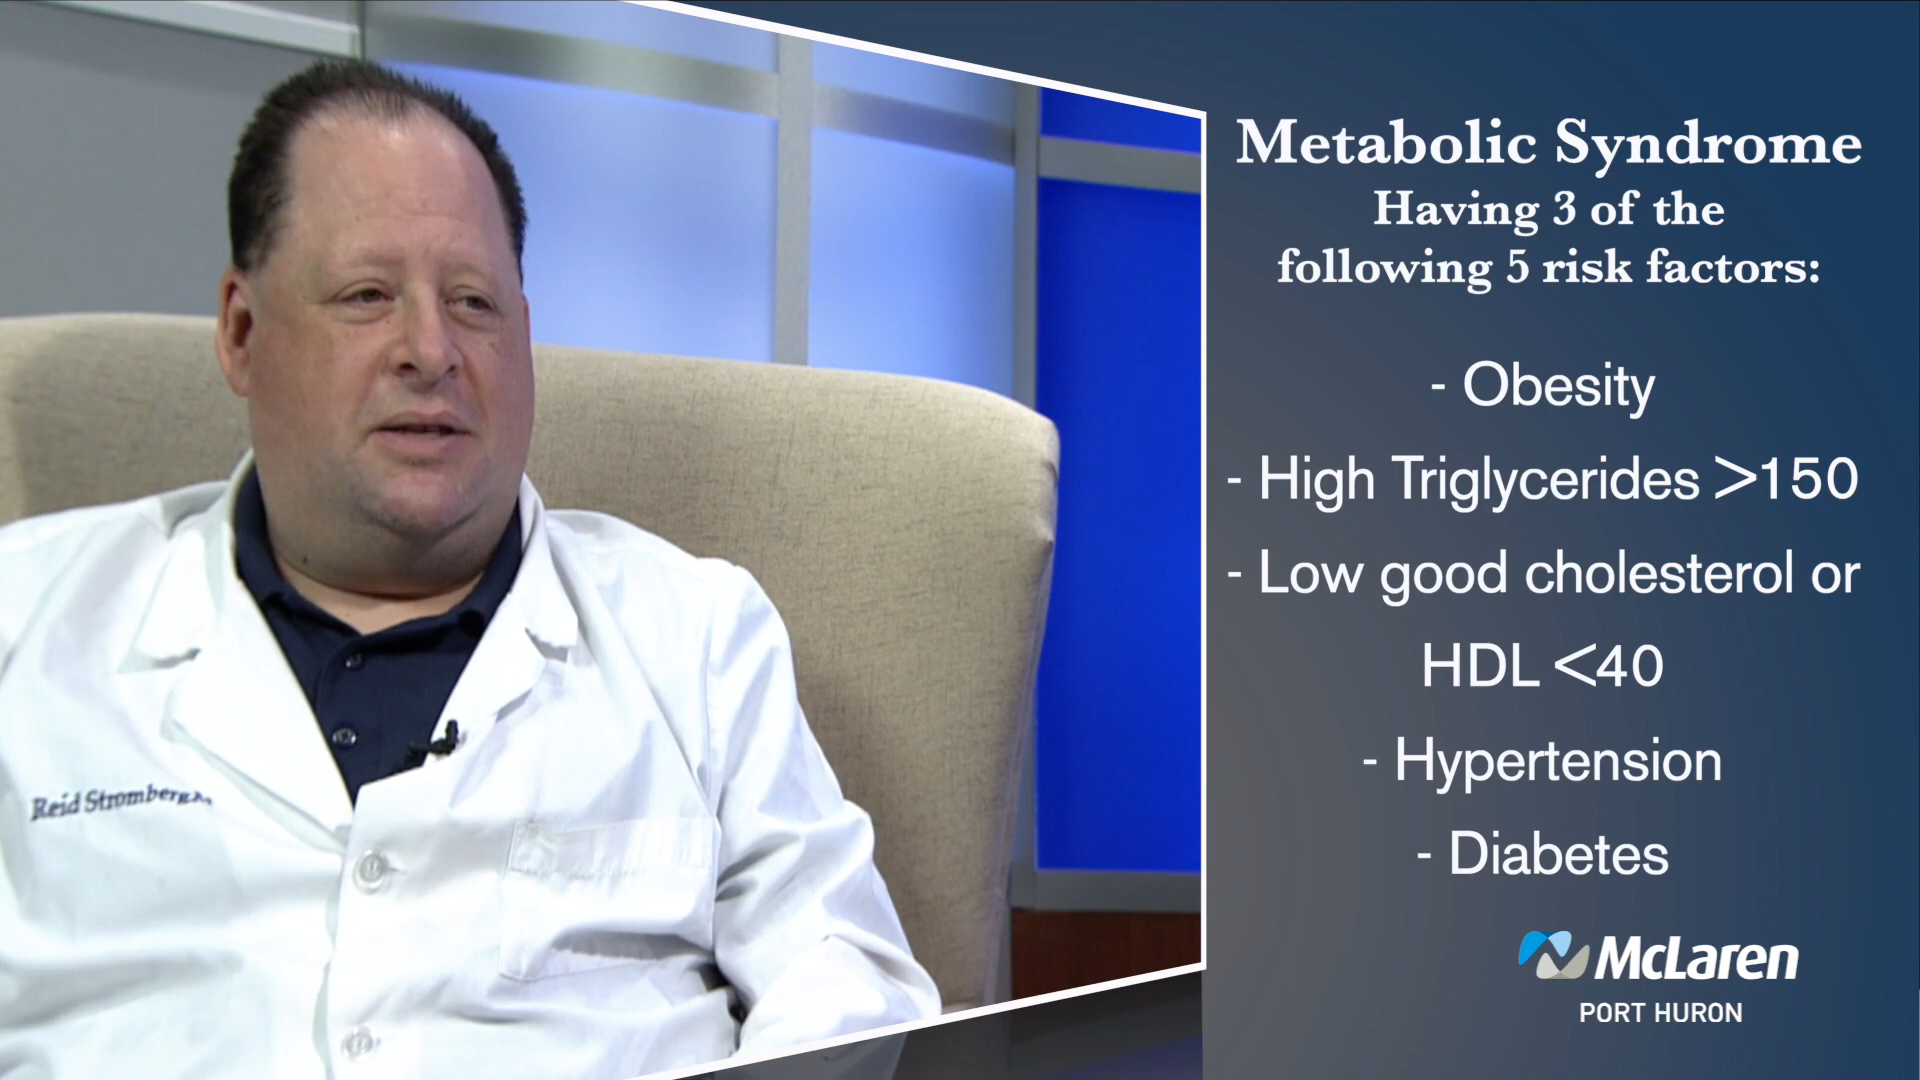 Metabolic Syndrome
Having 3 of the
following 5 risk factors:
- Obesity
- High Triglycerides >150
- Low good cholesterol or
HDL <40
- Hypertension
- Diabetes
McLaren
PORT HURON
Reid Stromberg